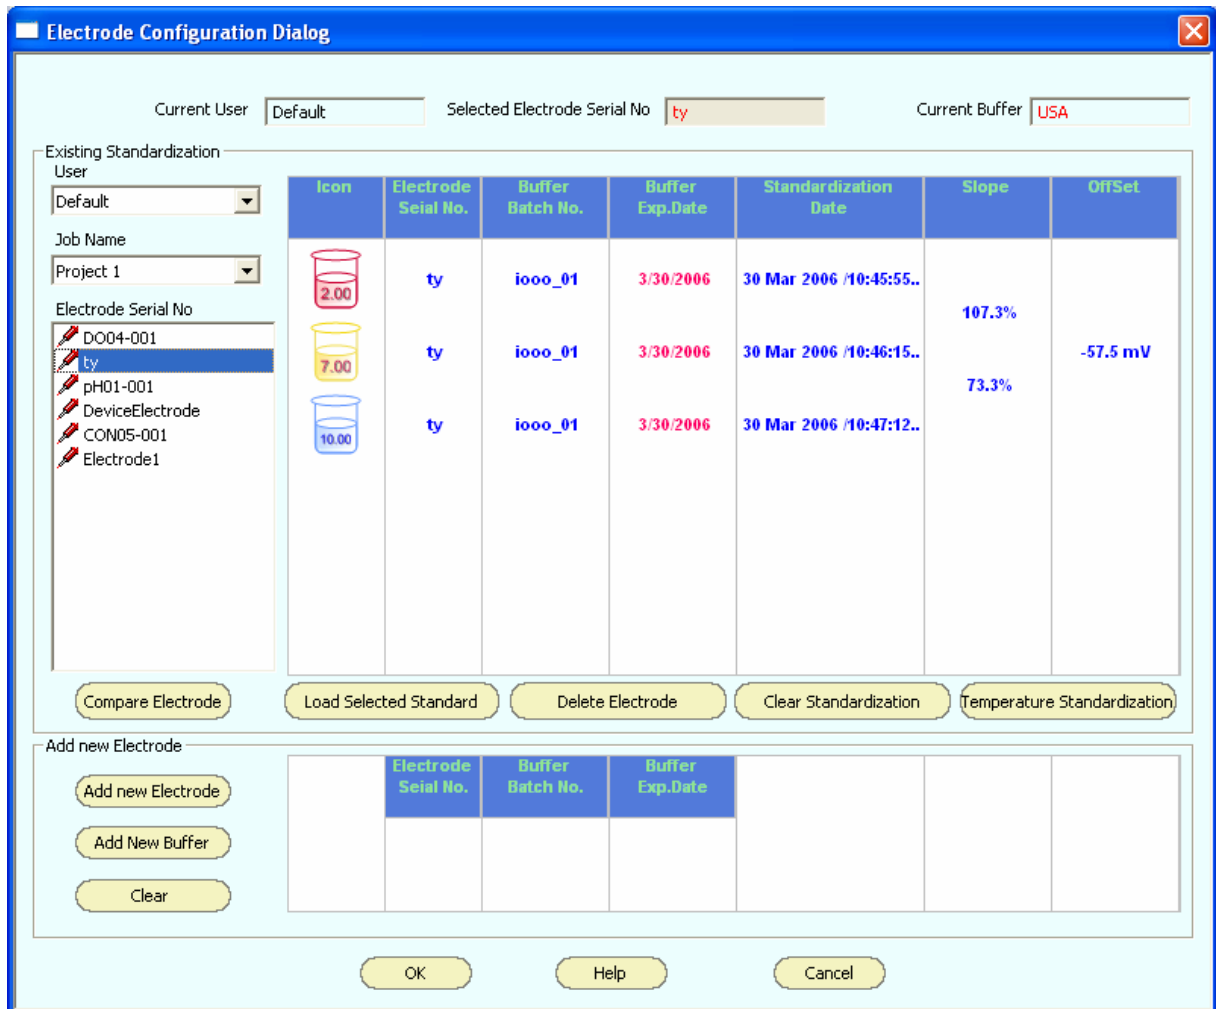 Electrode Configuration Dialog
Current User Default Selected Electrode Serial No ty Current Buffer USA
Existing Standardization
User
Default
Job Name
Project 1
Electrode Serial No
DO04-001
ty
pH01-001
DeviceElectrode
CON05-001
Electrode1
Icon Electrode Buffer Buffer Standardization Slope OffSet
Seial No. Batch No. Exp.Date Date
2.00 ty iooo_01 3/30/2006 30 Mar 2006 /10:45:55..
107.3%
7.00 ty iooo_01 3/30/2006 30 Mar 2006 /10:46:15.. -57.5 mV
73.3%
10.00 ty iooo_01 3/30/2006 30 Mar 2006 /10:47:12..
Compare Electrode Load Selected Standard Delete Electrode Clear Standardization Temperature Standardization
Add new Electrode
Add new Electrode
Add New Buffer
Clear
Electrode Buffer Buffer
Seial No. Batch No. Exp.Date
OK Help Cancel